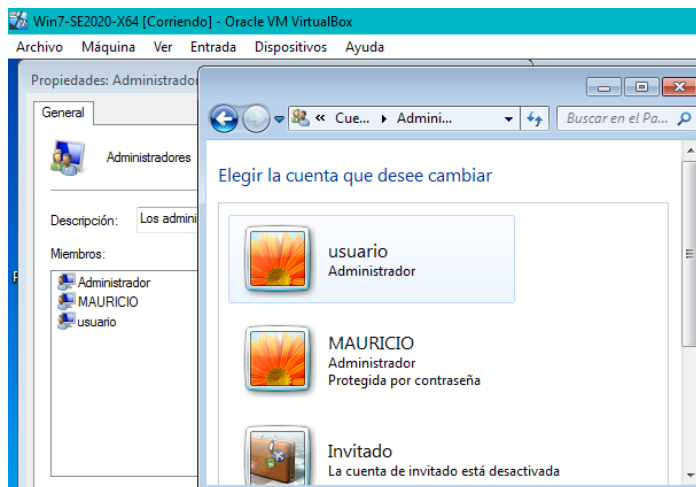 Win7-SE2020-X64 [Corriendo] - Oracle VM VirtualBox
Archivo Máquina Ver Entrada Dispositivos Ayuda
Propiedades: Administrador
General
Administradores
Descripción: Los admini
Miembros:
Administrador
MAURICIO
usuario
« Cue... Admini...
Buscar en el Pa...
Elegir la cuenta que desee cambiar
usuario
Administrador
MAURICIO
Administrador
Protegida por contraseña
Invitado
La cuenta de invitado está desactivada